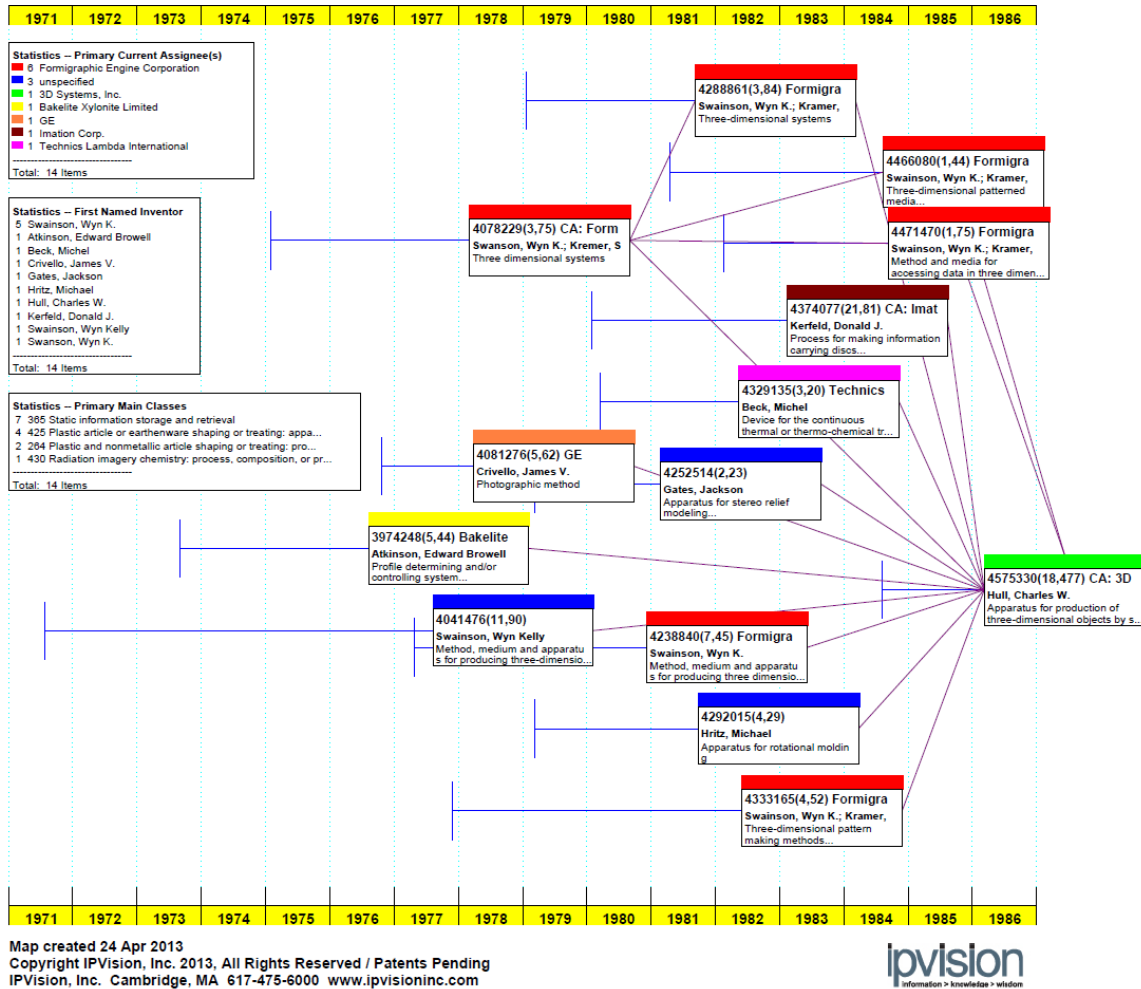 1971 1972 1973 1974 1975 1976 1977 1978 1979 1980 1981 1982 1983 1984 1985 1986
Statistics -- Primary Current Assignee(s)
6 Formigraphic Engine Corporation
3 unspecified
1 3D Systems, Inc.
1 Bakelite Xylonite Limited
1 GE
1 Imation Corp.
1 Technics Lambda International
--------------------------------
Total: 14 Items
Statistics -- First Named Inventor
5 Swainson, Wyn K.
1 Atkinson, Edward Browell
1 Beck, Michel
1 Crivello, James V.
1 Gates, Jackson
1 Hritz, Michael
1 Hull, Charles W.
1 Kerfeld, Donald J.
1 Swainson, Wyn Kelly
1 Swanson, Wyn K.
--------------------------------
Total: 14 Items
Statistics -- Primary Main Classes
7 365 Static information storage and retrieval
4 425 Plastic article or earthenware shaping or treating: appa...
2 264 Plastic and nonmetallic article shaping or treating: pro...
1 430 Radiation imagery chemistry: process, composition, or pr...
--------------------------------
Total: 14 Items
4288861(3,84) Formigra
Swainson, Wyn K.; Kramer,
Three-dimensional systems
4466080(1,44) Formigra
Swainson, Wyn K.; Kramer,
Three-dimensional patterned
media...
4078229(3,75) CA: Form
Swanson, Wyn K.; Kremer, S
Three dimensional systems
4471470(1,75) Formigra
Swainson, Wyn K.; Kramer,
Method and media for
accessing data in three dimen...
4374077(21,81) CA: Imat
Kerfeld, Donald J.
Process for making information
carrying discs...
4329135(3,20) Technics
Beck, Michel
Device for the continuous
thermal or thermo-chemical tr...
4081276(5,62) GE
Crivello, James V.
Photographic method
4252514(2,23)
Gates, Jackson
Apparatus for stereo relief
modeling...
3974248(5,44) Bakelite
Atkinson, Edward Browell
Profile determining and/or
controlling system...
4575330(18,477) CA: 3D
Hull, Charles W.
Apparatus for production of
three-dimensional objects by s...
4041476(11,90)
Swainson, Wyn Kelly
Method, medium and apparatu
s for producing three-dimensio...
4238840(7,45) Formigra
Swainson, Wyn K.
Method, medium and apparatu
s for producing three dimensio...
4292015(4,29)
Hritz, Michael
Apparatus for rotational moldin
g
4333165(4,52) Formigra
Swainson, Wyn K.; Kramer,
Three-dimensional pattern
making methods...
1971 1972 1973 1974 1975 1976 1977 1978 1979 1980 1981 1982 1983 1984 1985 1986
Map created 24 Apr 2013
Copyright IPVision, Inc. 2013, All Rights Reserved / Patents Pending
IPVision, Inc. Cambridge, MA 617-475-6000 www.ipvisioninc.com
ipvision
information > knowledge > wisdom